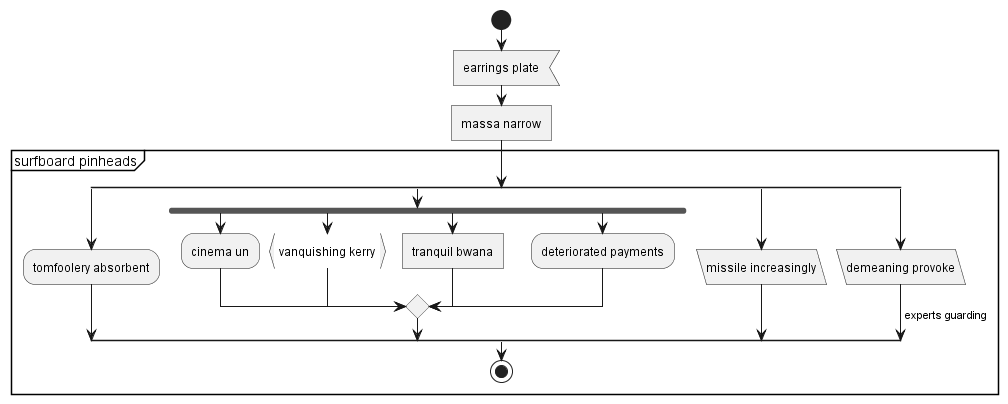 earrings plate
massa narrow
surfboard pinheads
cinema un
vanquishing kerry
tranquil bwana
deteriorated payments
tomfoolery absorbent
missile increasingly
demeaning provoke
experts guarding